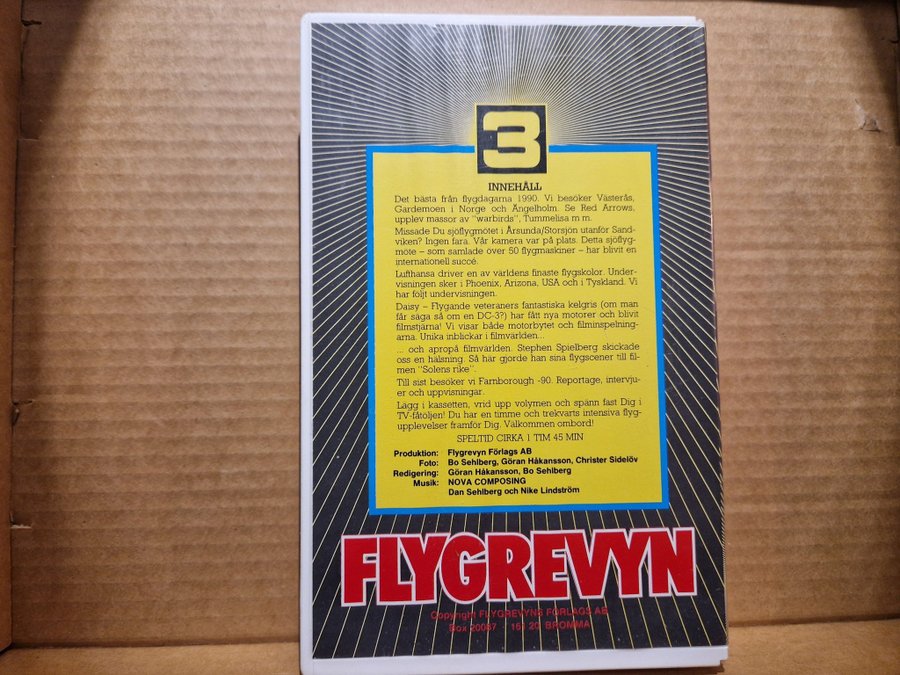 3
INNEHÅLL
Det bästa från flygdagarna 1990. Vi besöker Västerås,
Gardemoen i Norge och Ängelholm. Se Red Arrows,
upplev massor av "warbirds", Tummelisa m m.
Missade Du sjöflygmötet i Årsunda/Storsjön utanför Sand-
viken? Ingen fara. Vår kamera var på plats. Detta sjöflyg-
möte – som samlade över 50 flygmaskiner – har blivit en
internationell succé.
Lufthansa driver en av världens finaste flygskolor. Under-
visningen sker i Phoenix, Arizona, USA och i Tyskland. Vi
har följt undervisningen.
Daisy – Flygande veteraners fantastiska kelgris (om man
får säga så om en DC-3?) har fått nya motorer och blivit
filmstjärna! Vi visar både motorbytet och filminspelning-
arna. Unika inblickar i filmvärlden...
... och apropå filmvärlden. Stephen Spielberg skickade
oss en hälsning. Så här gjorde han sina flygscener till fil-
men "Solens rike".
Till sist besöker vi Farnborough -90. Reportage, intervju-
er och uppvisningar.
Lägg i kassetten, vrid upp volymen och spänn fast Dig i
TV-fåtöljen! Du har en timme och trekvarts intensiva flyg-
upplevelser framför Dig. Välkommen ombord!
SPELTID CIRKA 1 TIM 45 MIN
Produktion: Flygrevyn Förlags AB
Foto: Bo Sehlberg, Göran Håkansson, Christer Sidelöv
Redigering: Göran Håkansson, Bo Sehlberg
Musik: NOVA COMPOSING
Dan Sehlberg och Nike Lindström
FLYGREVYN
Copyright FLYGREVYNS FÖRLAGS AB
Box 20087 - 161 20 BROMMA